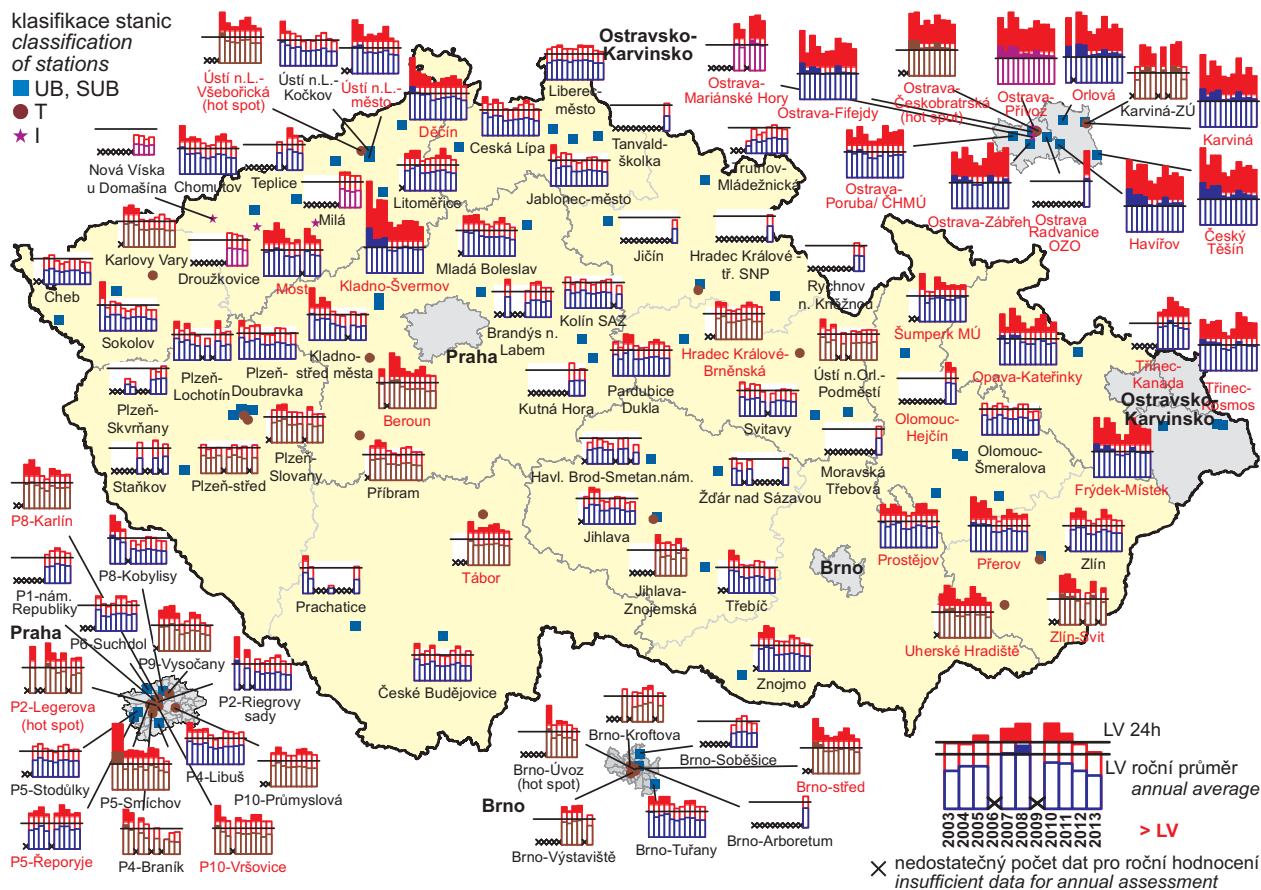 klasifikace stanic
classification
of stations
UB, SUB
T
I
Ústí n.L.-
Všebořická
(hot spot)
Ústí n.L.-
Kočkov
Ústí n.L.-
město
Děčín
Česká Lípa
Liberec-
město
Tanvald-
školka
Trutnov-
Mládežnická
Ostravsko-
Karvinsko
Ostrava-
Mariánské Hory
Ostrava-Fifejdy
Ostrava-
Českobratrská
(hot spot)
Ostrava-
Přívoz
Orlová
Karviná-ZÚ
Karviná
Ostrava-
Poruba/ ČHMÚ
Ostrava-Zábřeh
Ostrava
Radvanice
OZO
Havířov
Český
Těšín
Nová Víska
u Domašína
Chomutov
Teplice
Milá
Litoměřice
Jablonec-město
Karlovy Vary
Droužkovice
Most
Kladno-Švermov
Mladá Boleslav
Jičín
Hradec Králové -
tř. SNP
Rychnov
n. Kněžnou
Cheb
Sokolov
Plzeň-
Lochotín
Plzeň-
Doubravka
Kladno-
střed města
Praha
Brandýs n.
Labem
Kolín SAZ
Hradec Králové-
Brněnská
Ústí n.Orl.-
Podměstí
Šumperk MÚ
Opava-Kateřinky
Třinec-
Kanada
Třinec-
Kosmos
Ostravsko-
Karvinsko
Plzeň-
Skvrňany
Beroun
Kutná Hora
Pardubice
Dukla
Svitavy
Olomouc-
Hejčín
Olomouc-
Šmeralova
Staňkov
Plzeň-střed
Plzeň-
Slovany
Příbram
Havl. Brod-Smetan.nám.
Žďár nad Sázavou
Moravská
Třebová
Frýdek-Místek
P8-Karlín
Jihlava
Prostějov
Přerov
Zlín
P8-Kobylisy
P1-nám.
Republiky
Tábor
Prachatice
Jihlava-
Znojemská
Třebíč
Brno
P6-Suchdol
Praha
P9-Vysočany
Uherské Hradiště
Zlín-Svit
P2-Legerova
(hot spot)
P2-Riegrovy
sady
České Budějovice
Znojmo
P5-Stodůlky
P5-Smíchov
P4-Libuš
P10-Průmyslová
Brno-Kroftova
Brno-Úvoz
(hot spot)
Brno-Soběšice
Brno-střed
Brno
P5-Řeporyje
P4-Braník
P10-Vršovice
Brno-Výstaviště
Brno-Tuřany
Brno-Arboretum
LV 24h
LV roční průměr
annual average
2003
2004
2005
2006
2007
2008
2009
2010
2011
2012
2013
> LV
nedostatečný počet dat pro roční hodnocení
insufficient data for annual assessment